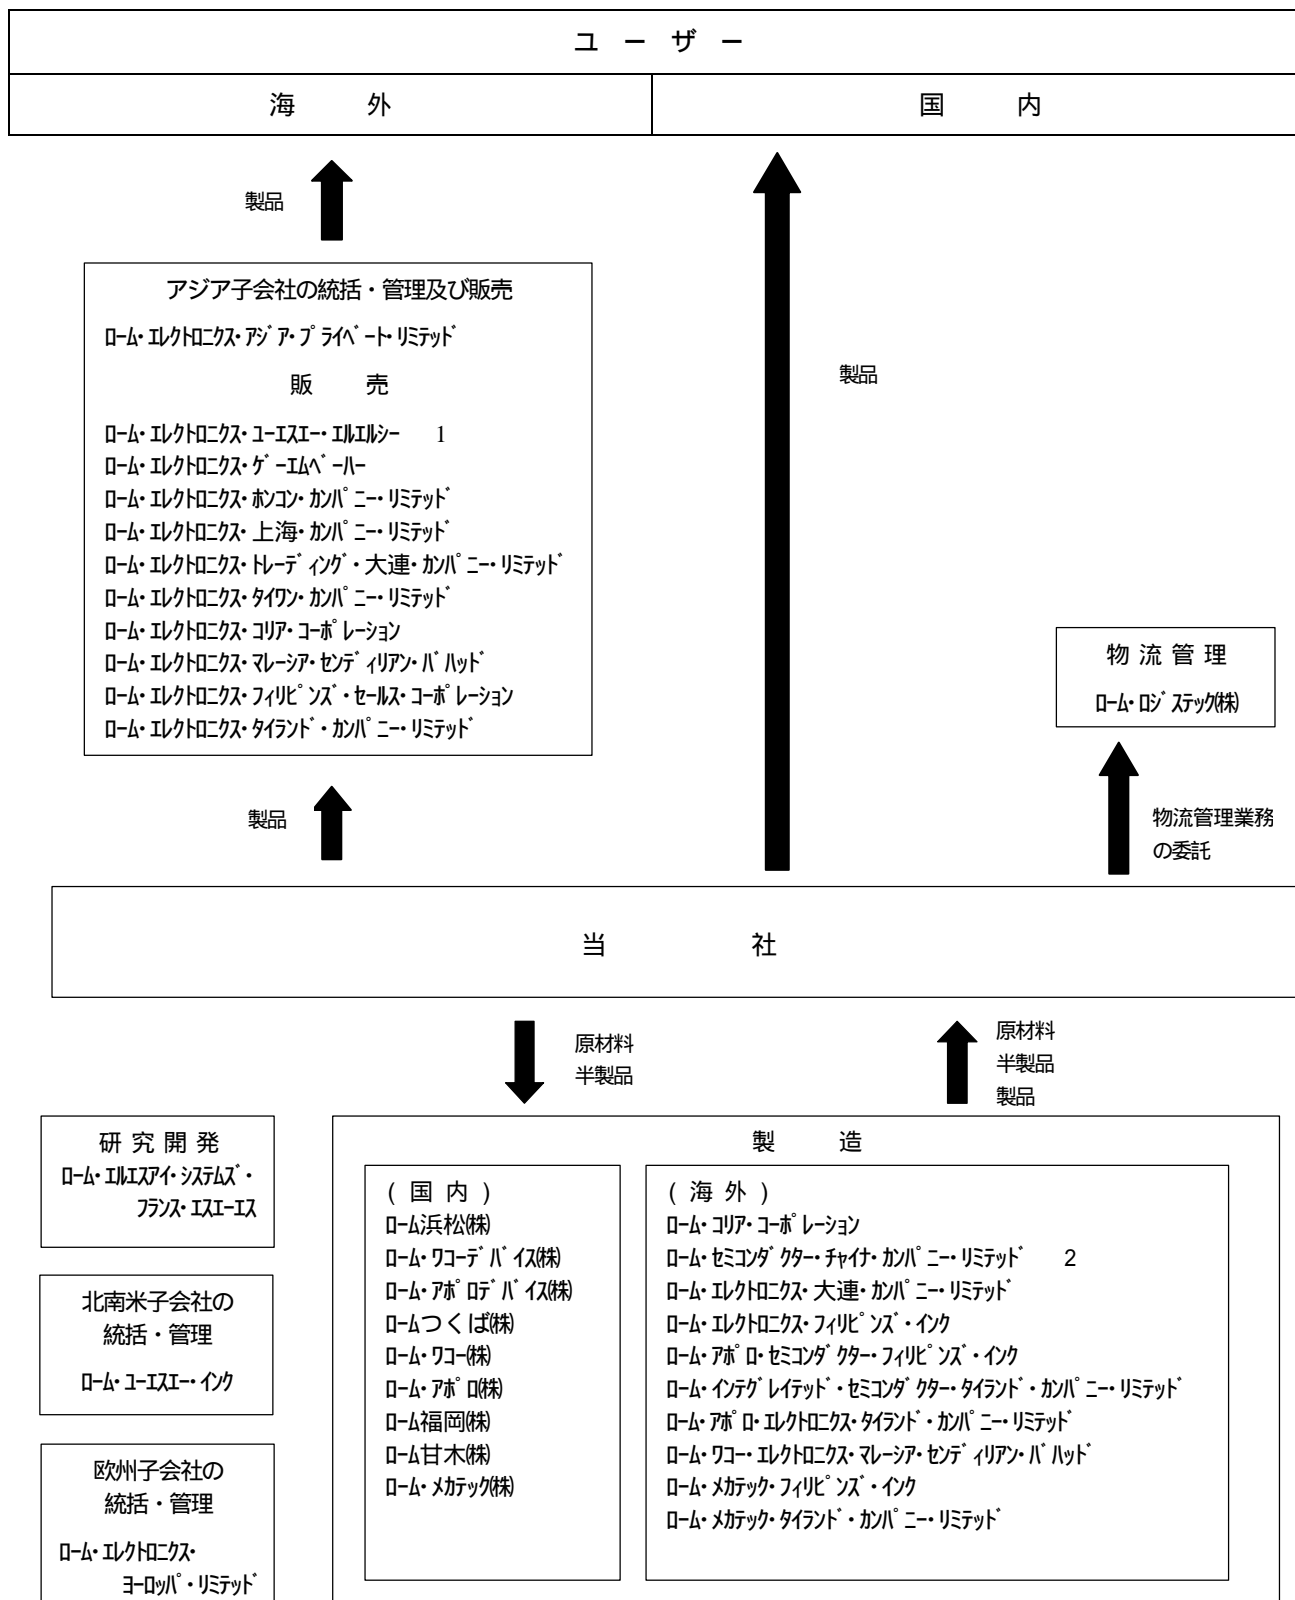 ユ ー ザ ー
海 外
国 内
製品
アジア子会社の統括・管理及び販売
ﾛｰﾑ･ｴﾚｸﾄﾛﾆｸｽ･ｱｼﾞｱ･ﾌﾟﾗｲﾍﾞｰﾄ･ﾘﾐﾃｯﾄﾞ
販 売
ﾛｰﾑ･ｴﾚｸﾄﾛﾆｸｽ･ﾕｰｴｽｴｰ･ｴﾙｴﾙｼｰ 1
ﾛｰﾑ･ｴﾚｸﾄﾛﾆｸｽ･ｹﾞｰｴﾑﾍﾞｰﾊｰ
ﾛｰﾑ･ｴﾚｸﾄﾛﾆｸｽ･ﾎﾝｺﾝ･ｶﾝﾊﾟﾆｰ･ﾘﾐﾃｯﾄﾞ
ﾛｰﾑ･ｴﾚｸﾄﾛﾆｸｽ･上海･ｶﾝﾊﾟﾆｰ･ﾘﾐﾃｯﾄﾞ
ﾛｰﾑ･ｴﾚｸﾄﾛﾆｸｽ･ﾄﾚｰﾃﾞｨﾝｸﾞ･大連･ｶﾝﾊﾟﾆｰ･ﾘﾐﾃｯﾄﾞ
ﾛｰﾑ･ｴﾚｸﾄﾛﾆｸｽ･ﾀｲﾜﾝ･ｶﾝﾊﾟﾆｰ･ﾘﾐﾃｯﾄﾞ
ﾛｰﾑ･ｴﾚｸﾄﾛﾆｸｽ･ｺﾘｱ･ｺｰﾎﾟﾚｰｼｮﾝ
ﾛｰﾑ･ｴﾚｸﾄﾛﾆｸｽ･ﾏﾚｰｼｱ･ｾﾝﾃﾞｨﾘｱﾝ･ﾊﾞﾊｯﾄﾞ
ﾛｰﾑ･ｴﾚｸﾄﾛﾆｸｽ･ﾌｨﾘﾋﾟﾝｽﾞ･ｾｰﾙｽ･ｺｰﾎﾟﾚｰｼｮﾝ
ﾛｰﾑ･ｴﾚｸﾄﾛﾆｸｽ･ﾀｲﾗﾝﾄﾞ･ｶﾝﾊﾟﾆｰ･ﾘﾐﾃｯﾄﾞ
製品
製品
物 流 管 理
ﾛｰﾑ･ﾛｼﾞｽﾃｯｸ㈱
物流管理業務
の委託
当 社
原材料
半製品
原材料
半製品
製品
研 究 開 発
ﾛｰﾑ･ｴﾙｴｽｱｲ･ｼｽﾃﾑｽﾞ･
ﾌﾗﾝｽ･ｴｽｴｰｴｽ
北南米子会社の
統括・管理
ﾛｰﾑ･ﾕｰｴｽｴｰ･ｲﾝｸ
欧州子会社の
統括・管理
ﾛｰﾑ･ｴﾚｸﾄﾛﾆｸｽ･
ﾖｰﾛｯﾊﾟ･ﾘﾐﾃｯﾄﾞ
製 造
( 国 内 )
ﾛｰﾑ浜松㈱
ﾛｰﾑ･ﾜｺｰﾃﾞﾊﾞｲｽ㈱
ﾛｰﾑ･ｱﾎﾟﾛﾃﾞﾊﾞｲｽ㈱
ﾛｰﾑつくば㈱
ﾛｰﾑ･ﾜｺｰ㈱
ﾛｰﾑ･ｱﾎﾟﾛ㈱
ﾛｰﾑ福岡㈱
ﾛｰﾑ甘木㈱
ﾛｰﾑ･ﾒｶﾃｯｸ㈱
( 海 外 )
ﾛｰﾑ･ｺﾘｱ･ｺｰﾎﾟﾚｰｼｮﾝ
ﾛｰﾑ･ｾﾐｺﾝﾀﾞｸﾀｰ･ﾁｬｲﾅ･ｶﾝﾊﾟﾆｰ･ﾘﾐﾃｯﾄﾞ 2
ﾛｰﾑ･ｴﾚｸﾄﾛﾆｸｽ･大連･ｶﾝﾊﾟﾆｰ･ﾘﾐﾃｯﾄﾞ
ﾛｰﾑ･ｴﾚｸﾄﾛﾆｸｽ･ﾌｨﾘﾋﾟﾝｽﾞ･ｲﾝｸ
ﾛｰﾑ･ｱﾎﾟﾛ･ｾﾐｺﾝﾀﾞｸﾀｰ･ﾌｨﾘﾋﾟﾝｽﾞ･ｲﾝｸ
ﾛｰﾑ･ｲﾝﾃｸﾞﾚｲﾃｯﾄﾞ･ｾﾐｺﾝﾀﾞｸﾀｰ･ﾀｲﾗﾝﾄﾞ･ｶﾝﾊﾟﾆｰ･ﾘﾐﾃｯﾄﾞ
ﾛｰﾑ･ｱﾎﾟﾛ･ｴﾚｸﾄﾛﾆｸｽ･ﾀｲﾗﾝﾄﾞ･ｶﾝﾊﾟﾆｰ･ﾘﾐﾃｯﾄﾞ
ﾛｰﾑ･ﾜｺｰ･ｴﾚｸﾄﾛﾆｸｽ･ﾏﾚｰｼｱ･ｾﾝﾃﾞｨﾘｱﾝ･ﾊﾞﾊｯﾄﾞ
ﾛｰﾑ･ﾒｶﾃｯｸ･ﾌｨﾘﾋﾟﾝｽﾞ･ｲﾝｸ
ﾛｰﾑ･ﾒｶﾃｯｸ･ﾀｲﾗﾝﾄﾞ･ｶﾝﾊﾟﾆｰ･ﾘﾐﾃｯﾄﾞ